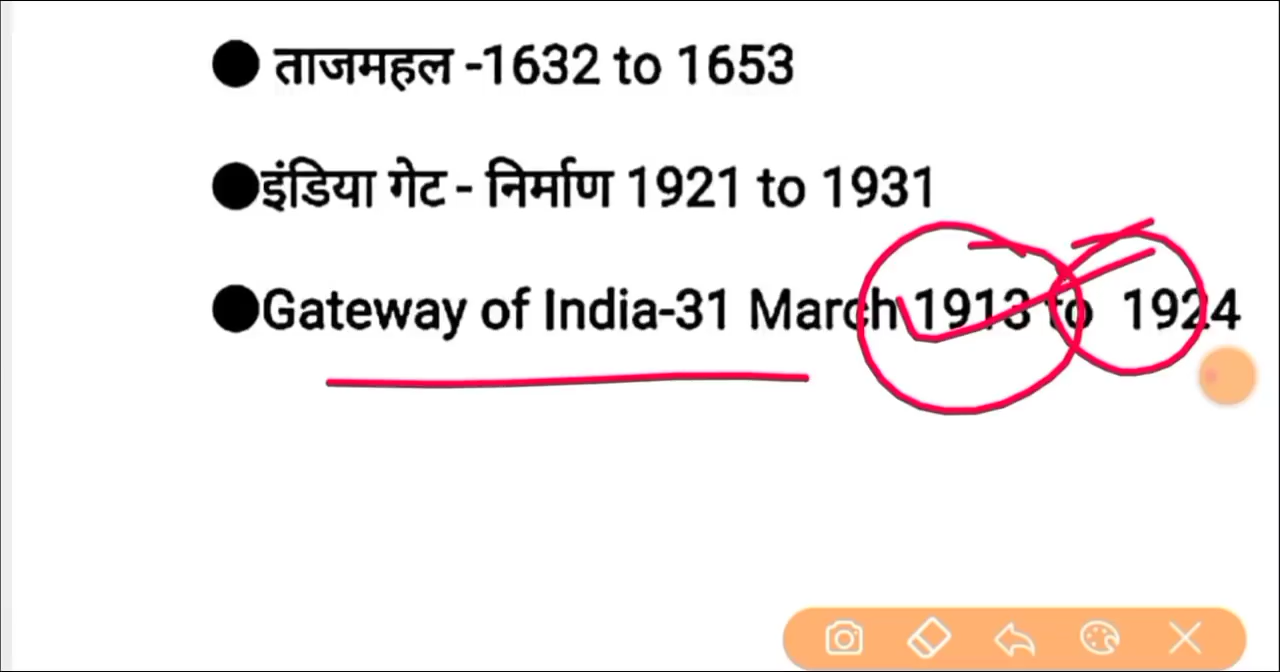 ● ताजमहल -1632 to 1653
●इंडिया गेट - निर्माण 1921 to 1931
●Gateway of India-31 March 1913 to 1924